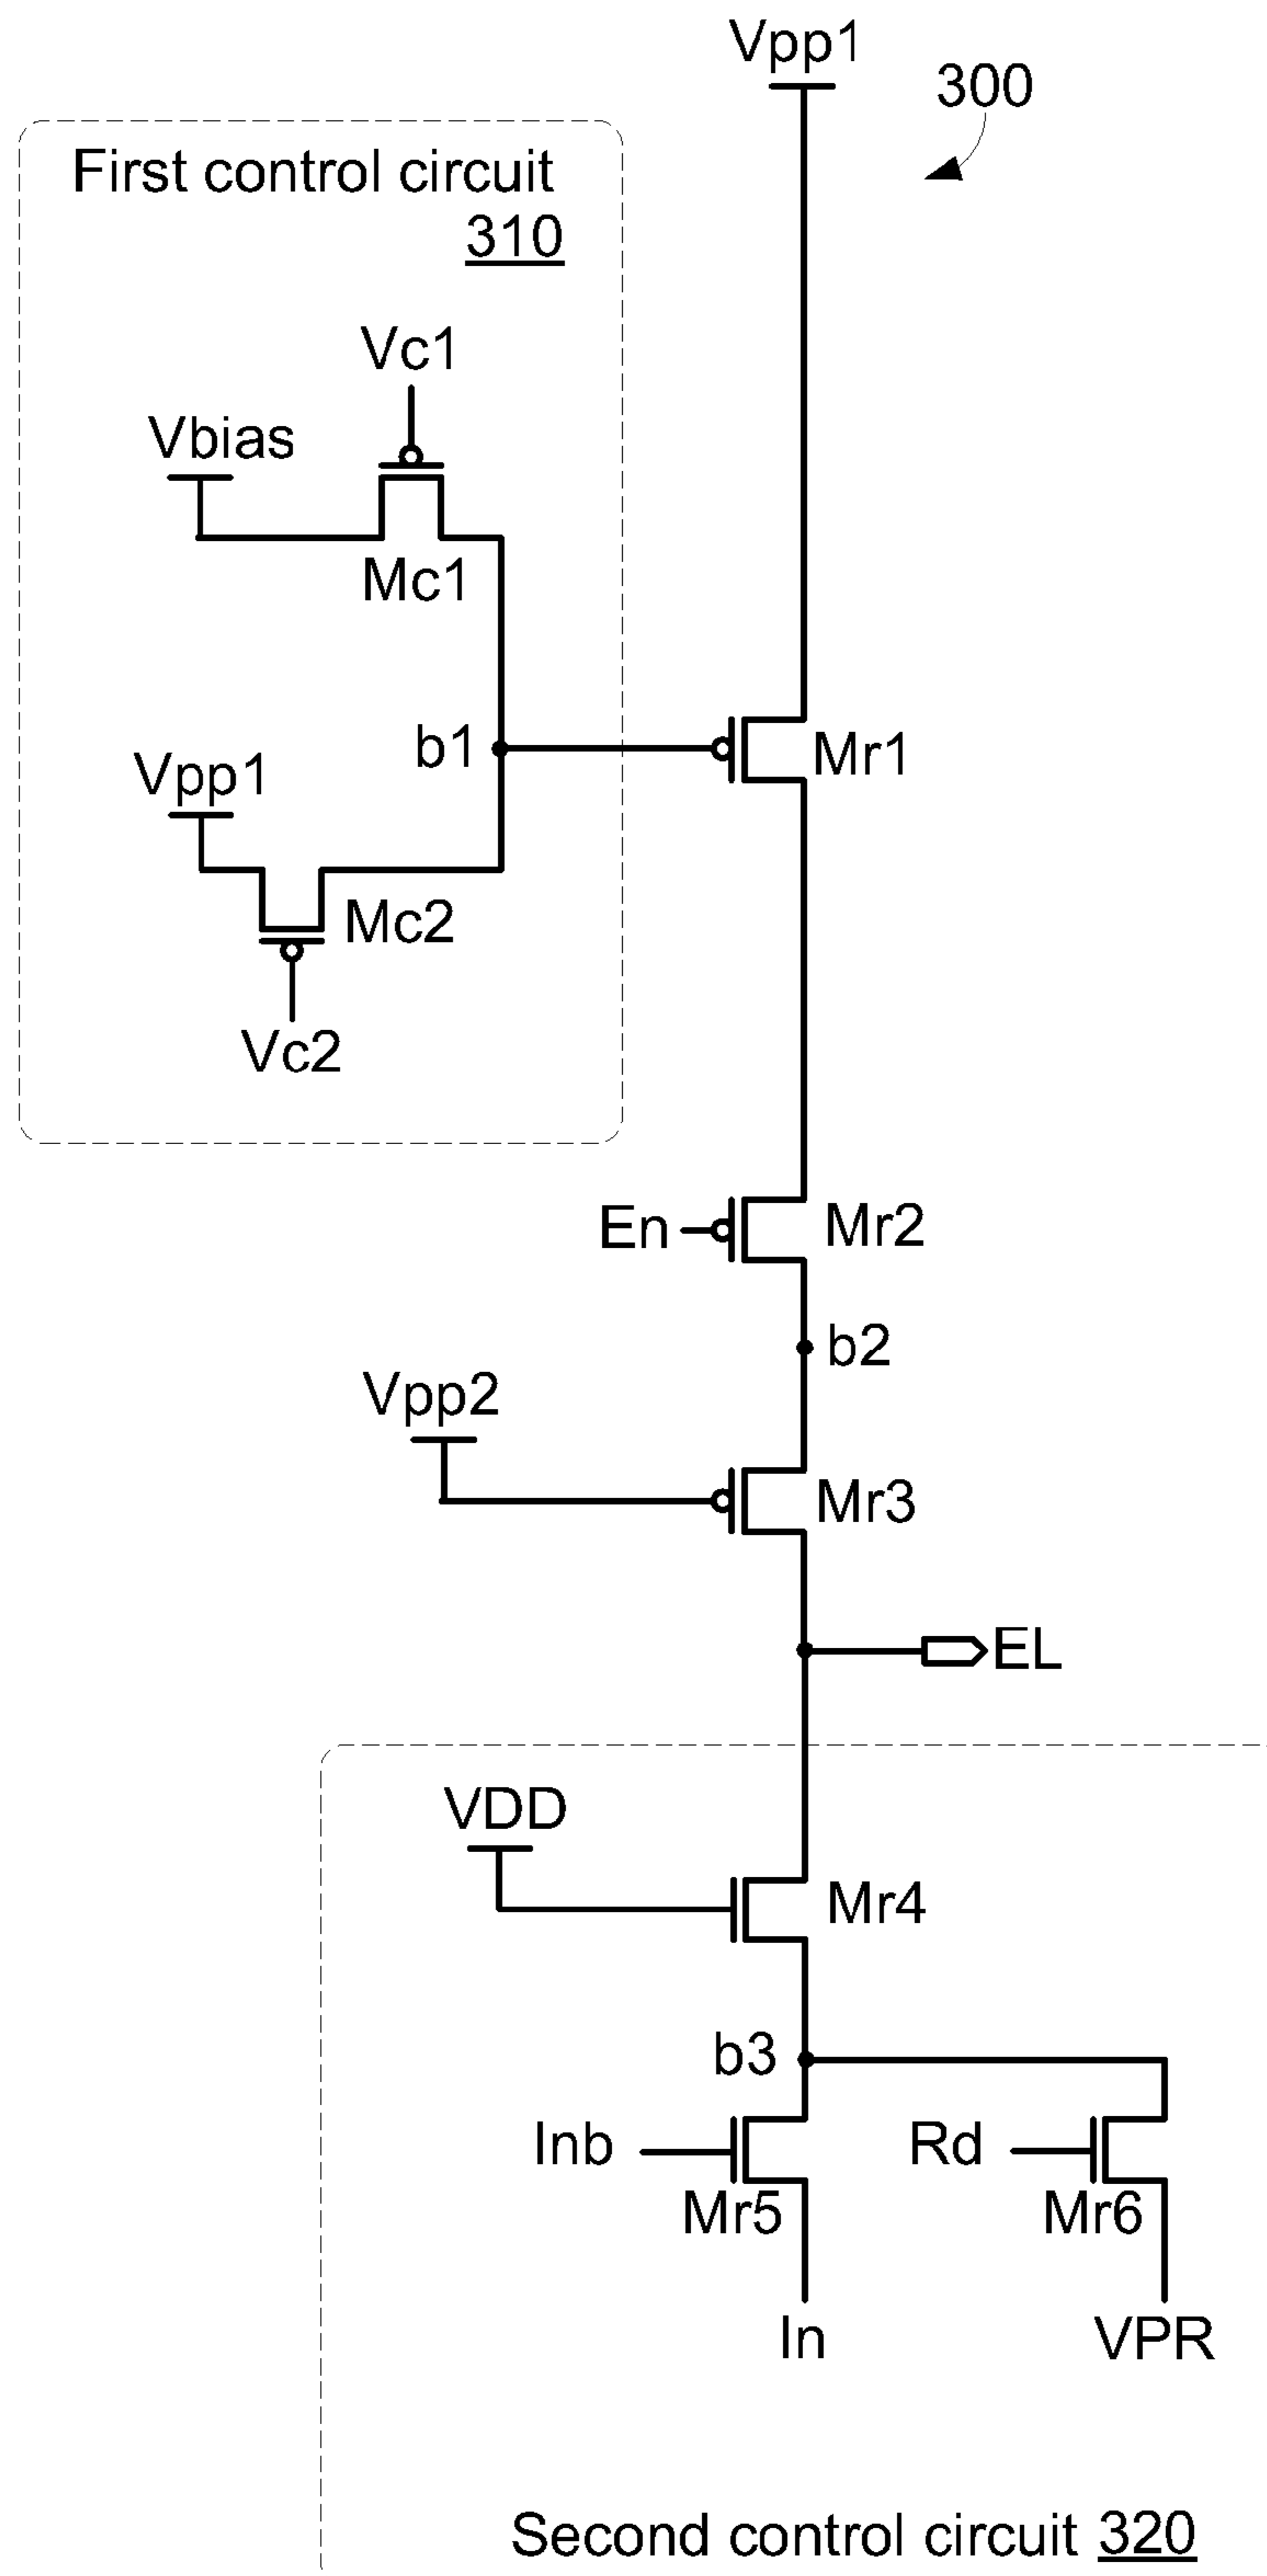 Vpp1
300
First control circuit
310
Vc1
Vbias
Mc1
b1
Mr1
Vpp1
Mc2
Vc2
En
Mr2
b2
Vpp2
Mr3
EL
VDD
Mr4
b3
Inb
Rd
Mr5
Mr6
In
VPR
Second control circuit 320